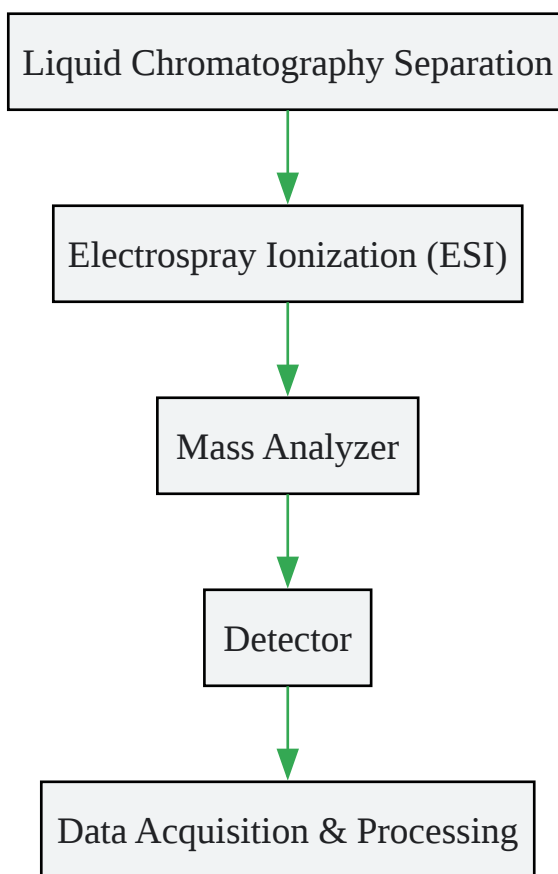 Liquid Chromatography Separation
Electrospray Ionization (ESI)
Mass Analyzer
Detector
Data Acquisition & Processing